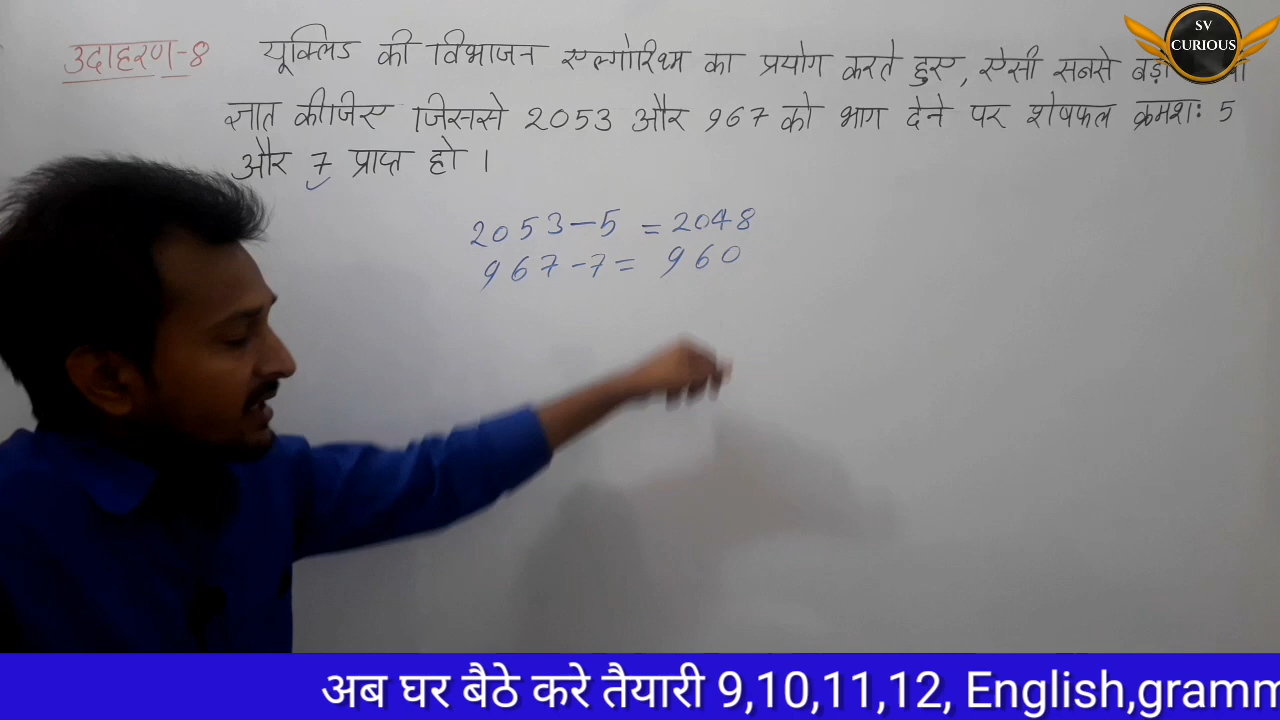 उदाहरण-8 यूक्लिड की विभाजन एल्गोरिथ्म का प्रयोग करते हुए, ऐसी सबसे बड़ी
ज्ञात कीजिए जिससे 2053 और 967 को भाग देने पर शेषफल क्रमशः 5
और 7 प्राप्त हो ।
2053-5 = 2048
967-7= 960
SV
CURIOUS
अब घर बैठे करे तैयारी 9,10,11,12, English,gramm